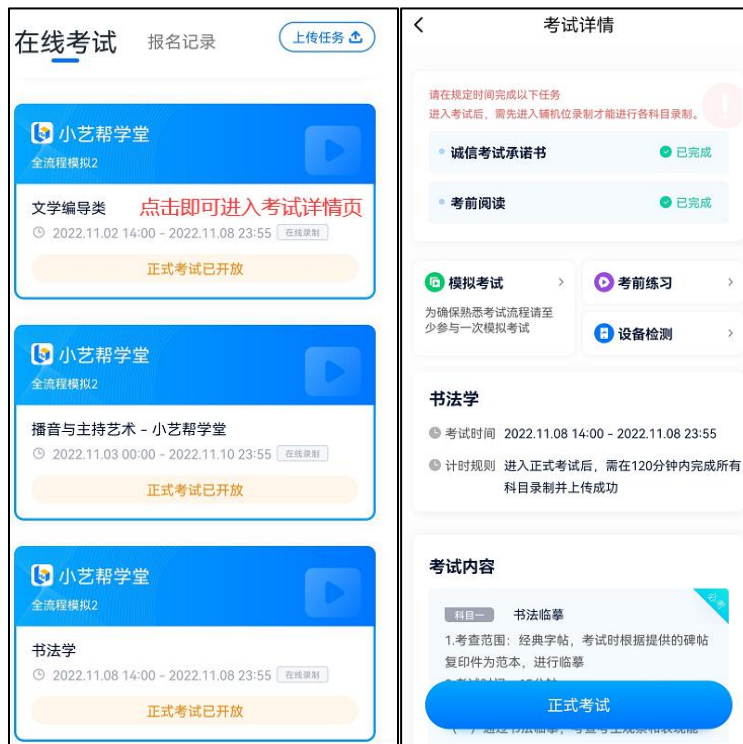 在线考试
报名记录
上传任务
小艺帮学堂
全流程模拟2
文学编导类
点击即可进入考试详情页
2022.11.02 14:00 - 2022.11.08 23:55 在线录制
正式考试已开放
小艺帮学堂
全流程模拟2
播音与主持艺术 - 小艺帮学堂
2022.11.03 00:00 - 2022.11.10 23:55 在线录制
正式考试已开放
小艺帮学堂
全流程模拟2
书法学
2022.11.08 14:00 - 2022.11.08 23:55 在线录制
正式考试已开放
考试详情
请在规定时间完成以下任务
进入考试后，需先进入辅机位录制才能进行各科目录制。
诚信考试承诺书 已完成
考前阅读 已完成
模拟考试
为确保熟悉考试流程请至
少参与一次模拟考试
考前练习
设备检测
书法学
考试时间 2022.11.08 14:00 - 2022.11.08 23:55
计时规则 进入正式考试后，需在120分钟内完成所有
科目录制并上传成功
考试内容
必考
科目一 书法临摹
1.考查范围：经典字帖，考试时根据提供的碑帖
复印件为范本，进行临摹
正式考试